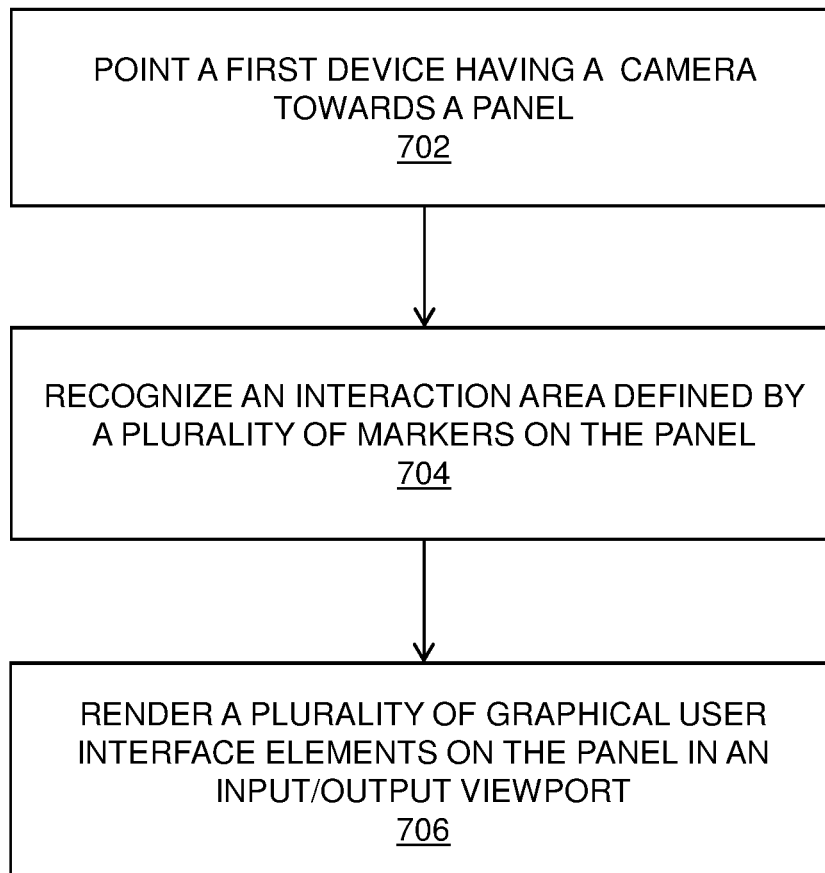 POINT A FIRST DEVICE HAVING A CAMERA
TOWARDS A PANEL
702
RECOGNIZE AN INTERACTION AREA DEFINED BY
A PLURALITY OF MARKERS ON THE PANEL
704
RENDER A PLURALITY OF GRAPHICAL USER
INTERFACE ELEMENTS ON THE PANEL IN AN
INPUT/OUTPUT VIEWPORT
706